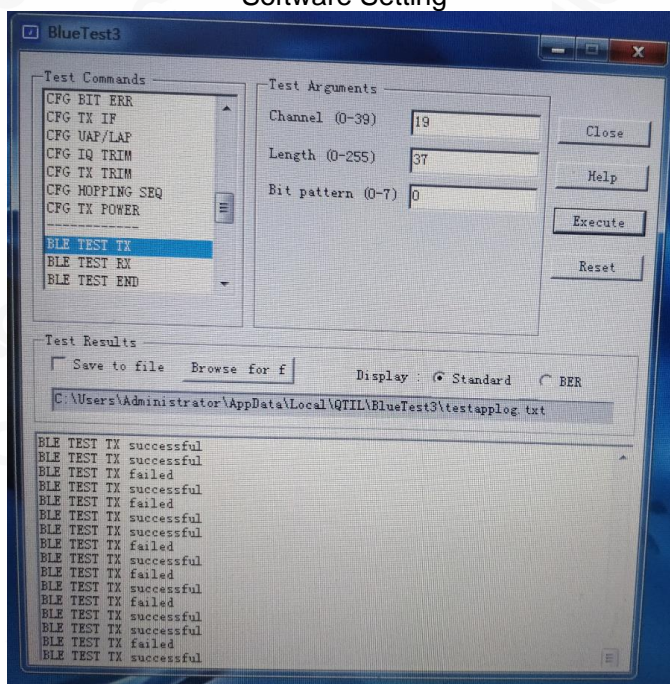 Software Setting
BlueTest3
Test Commands
CFG BIT ERR
CFG TX IF
CFG UAP/LAP
CFG IQ TRIM
CFG TX TRIM
CFG HOPPING SEQ
CFG TX POWER
------------
BLE TEST TX
BLE TEST RX
BLE TEST END
Test Arguments
Channel (0-39) 19
Length (0-255) 37
Bit pattern (0-7) 0
Close
Help
Execute
Reset
Test Results
Save to file Browse for f Display : Standard BER
C:\Users\Administrator\AppData\Local\QTIL\BlueTest3\testapplog.txt
BLE TEST TX successful
BLE TEST TX successful
BLE TEST TX failed
BLE TEST TX successful
BLE TEST TX failed
BLE TEST TX successful
BLE TEST TX successful
BLE TEST TX failed
BLE TEST TX successful
BLE TEST TX failed
BLE TEST TX successful
BLE TEST TX failed
BLE TEST TX successful
BLE TEST TX successful
BLE TEST TX failed
BLE TEST TX successful